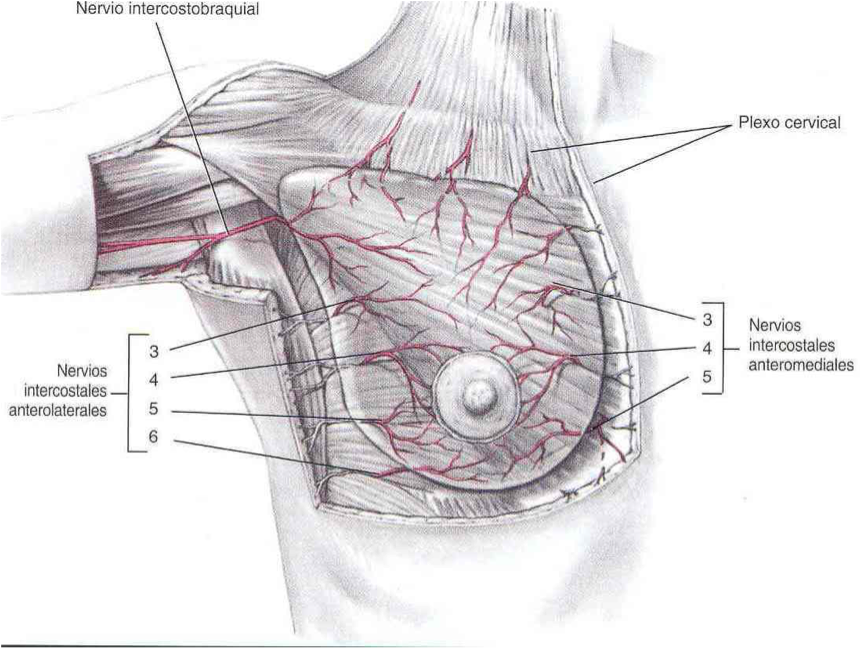 Nervio intercostobraquial
Plexo cervical
3
4
5
Nervios
intercostales
anteromediales
Nervios
intercostales
anterolaterales
3
4
5
6